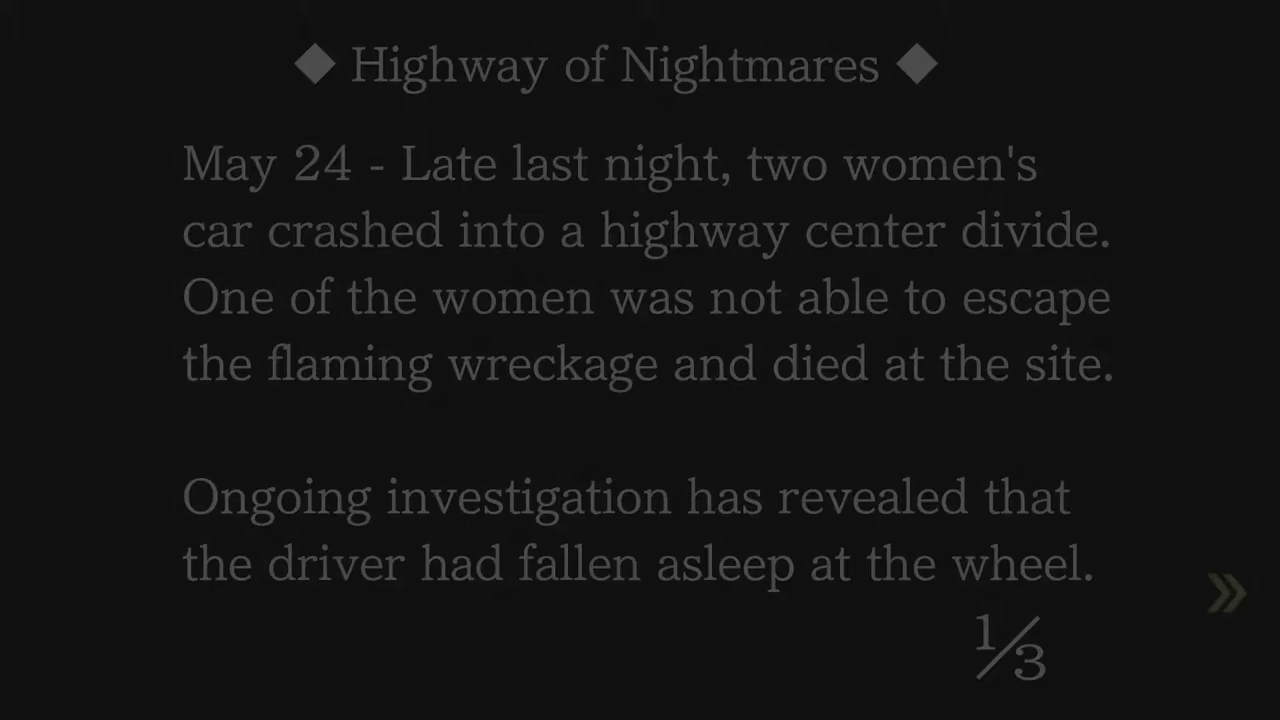 ◆ Highway of Nightmares ◆
May 24 - Late last night, two women's
car crashed into a highway center divide.
One of the women was not able to escape
the flaming wreckage and died at the site.
Ongoing investigation has revealed that
the driver had fallen asleep at the wheel.
»
1/3